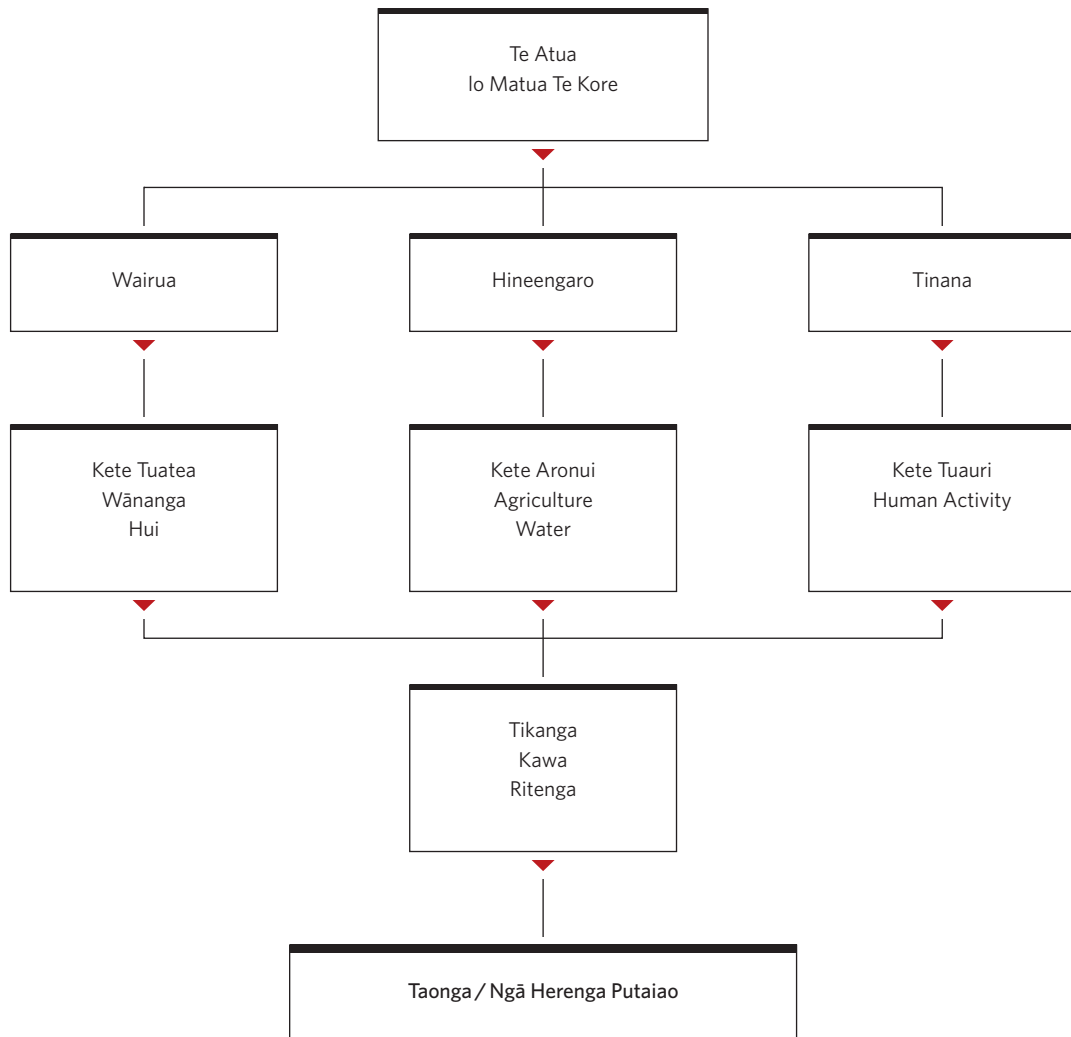 Te Atua
Io Matua Te Kore
Wairua
Hineengaro
Tinana
Kete Tuatea
Wānanga
Hui
Kete Aronui
Agriculture
Water
Kete Tuauri
Human Activity
Tikanga
Kawa
Ritenga
Taonga / Ngā Herenga Putaiao